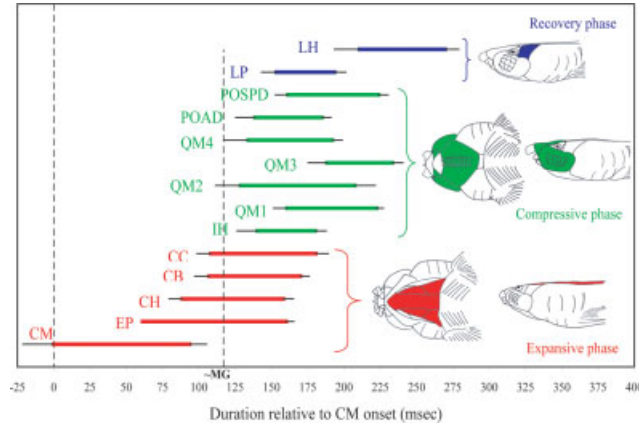 Recovery phase
LH
LP
POSPD
POAD
QM4
QM3
QM2
QM1
IH
Compressive phase
CC
CB
CH
EP
CM
Expansive phase
-25 0 25 50 75 100 125 150 175 200 225 250 275 300 325 350 375 400
~MG
Duration relative to CM onset (msec)